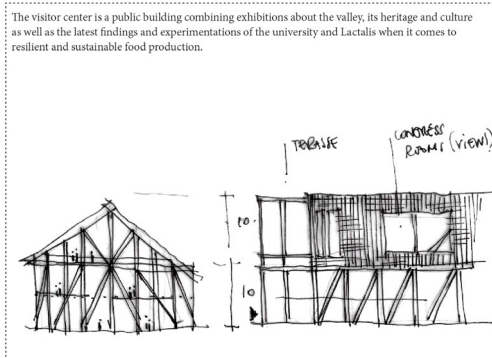 The visitor center is a public building combining exhibitions about the valley, its heritage and culture
as well as the latest findings and experimentations of the university and Lactalis when it comes to
resilient and sustainable food production.
TERASSE
CONGRESS
ROOMS (VIEW)
10.
10